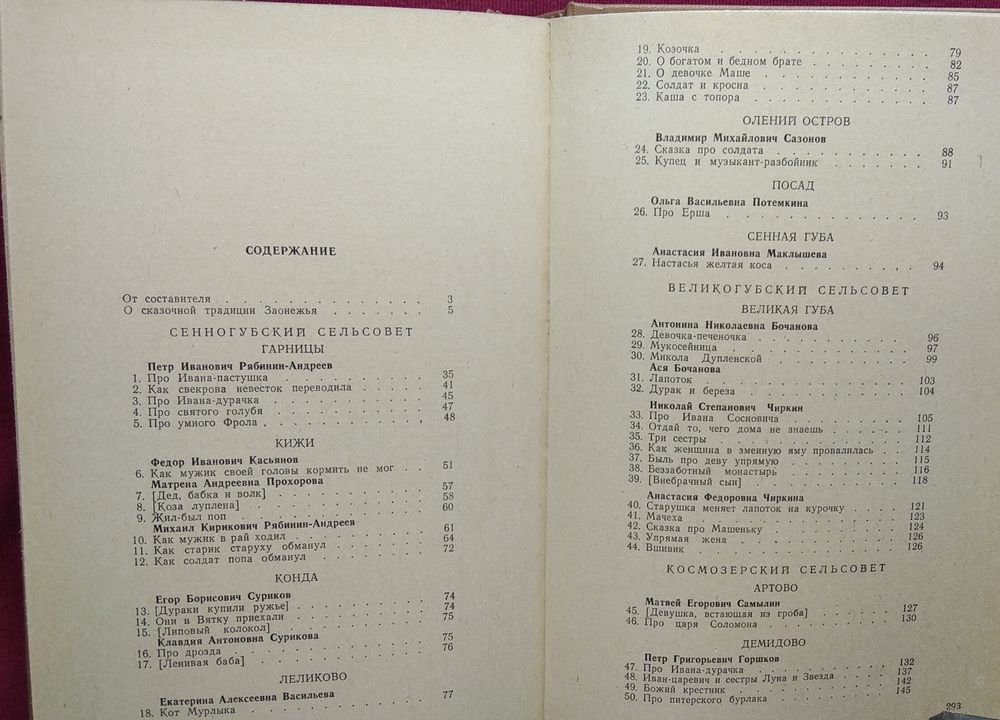 СОДЕРЖАНИЕ
От составителя . . . . . . . . . . . . . . 3
О сказочной традиции Заонежья . . . . . . . 5
СЕННОГУБСКИЙ СЕЛЬСОВЕТ
ГАРНИЦЫ
Петр Иванович Рябинин-Андреев
1. Про Ивана-пастушка . . . . . . . . . 35
2. Как свекрова невесток переводила . . . . . 41
3. Про Ивана-дурачка . . . . . . . . . 45
4. Про святого голубя . . . . . . . . . 47
5. Про умного Фрола . . . . . . . . . . 48
КИЖИ
Федор Иванович Касьянов
6. Как мужик своей головы кормить не мог . . 51
Матрена Андреевна Прохорова
7. [Дед, бабка и волк] . . . . . . . . . 57
8. [Коза луплена] . . . . . . . . . . 58
9. Жил-был поп . . . . . . . . . . 60
Михаил Кирикович Рябинин-Андреев
10. Как мужик в рай ходил . . . . . . . . 61
11. Как старик старуху обманул . . . . . . 64
12. Как солдат попа обманул . . . . . . . 72
КОНДА
Егор Борисович Суриков
13. [Дураки купили ружье] . . . . . . . . 74
14. Они в Вятку приехали . . . . . . . . 74
15. [Липовый колокол] . . . . . . . . . 75
Клавдия Антоновна Сурикова
16. Про дрозда . . . . . . . . . . . 75
17. [Ленивая баба] . . . . . . . . . . 76
ЛЕЛИКОВО
Екатерина Алексеевна Васильева
18. Кот Мурлыка . . . . . . . . . . 77
19. Козочка . . . . . . . . . . . . 79
20. О богатом и бедном брате . . . . . . . 82
21. О девочке Маше . . . . . . . . . . 85
22. Солдат и кросна . . . . . . . . . . 87
23. Каша с топора . . . . . . . . . . 87
ОЛЕНИЙ ОСТРОВ
Владимир Михайлович Сазонов
24. Сказка про солдата . . . . . . . . . 88
25. Купец и музыкант-разбойник . . . . . . 91
ПОСАД
Ольга Васильевна Потемкина
26. Про Ерша . . . . . . . . . . . . 93
СЕННАЯ ГУБА
Анастасия Ивановна Маклышева
27. Настасья желтая коса . . . . . . . . 94
ВЕЛИКОГУБСКИЙ СЕЛЬСОВЕТ
ВЕЛИКАЯ ГУБА
Антонина Николаевна Бочанова
28. Девочка-печеночка . . . . . . . . . 96
29. Мукосейница . . . . . . . . . . . 97
30. Микола Дупленской . . . . . . . . . 99
Ася Бочанова
31. Лапоток . . . . . . . . . . . . 103
32. Дурак и береза . . . . . . . . . . 104
Николай Степанович Чиркин
33. Про Ивана Сосновича . . . . . . . . 105
34. Отдай то, чего дома не знаешь . . . . . 111
35. Три сестры . . . . . . . . . . . 112
36. Как женщина в змеиную яму провалилась . . 114
37. Быль про деву упрямую . . . . . . . 115
38. Беззаботный монастырь . . . . . . . 116
39. [Внебрачный сын] . . . . . . . . . 118
Анастасия Федоровна Чиркина
40. Старушка меняет лапоток на курочку . . . 121
41. Мачеха . . . . . . . . . . . . 123
42. Сказка про Машеньку . . . . . . . . 124
43. Упрямая жена . . . . . . . . . . 126
44. Вшивик . . . . . . . . . . . . 126
КОСМОЗЕРСКИЙ СЕЛЬСОВЕТ
АРТОВО
Матвей Егорович Самылин
45. [Девушка, встающая из гроба] . . . . . 127
46. Про царя Соломона . . . . . . . . . 130
ДЕМИДОВО
Петр Григорьевич Горшков
47. Про Ивана-дурачка . . . . . . . . . 132
48. Иван-царевич и сестры Луна и Звезда . . . 137
49. Божий крестник . . . . . . . . . . 142
50. Про питерского бурлака . . . . . . . 145
293